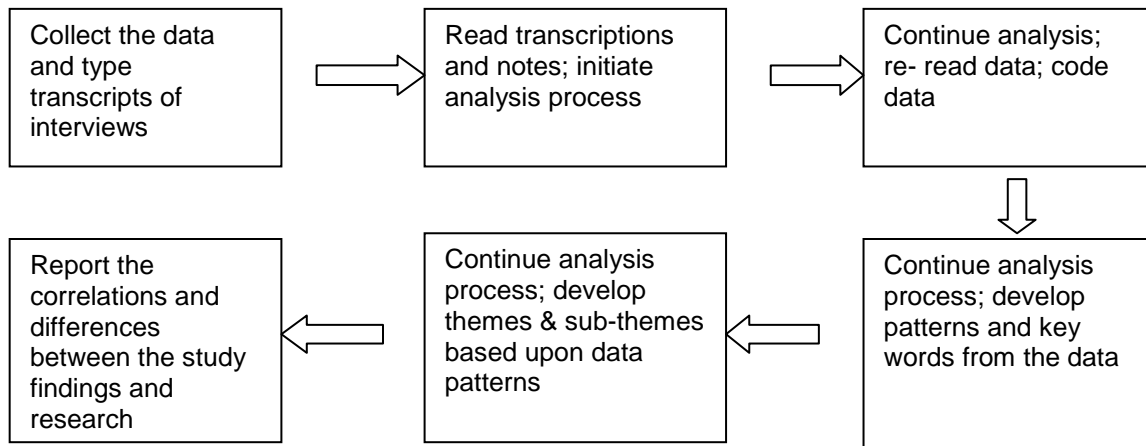 Collect the data
and type
transcripts of
interviews
Read transcriptions
and notes; initiate
analysis process
Continue analysis;
re- read data; code
data
Continue analysis
process; develop
patterns and key
words from the data
Continue analysis
process; develop
themes & sub-themes
based upon data
patterns
Report the
correlations and
differences
between the study
findings and
research